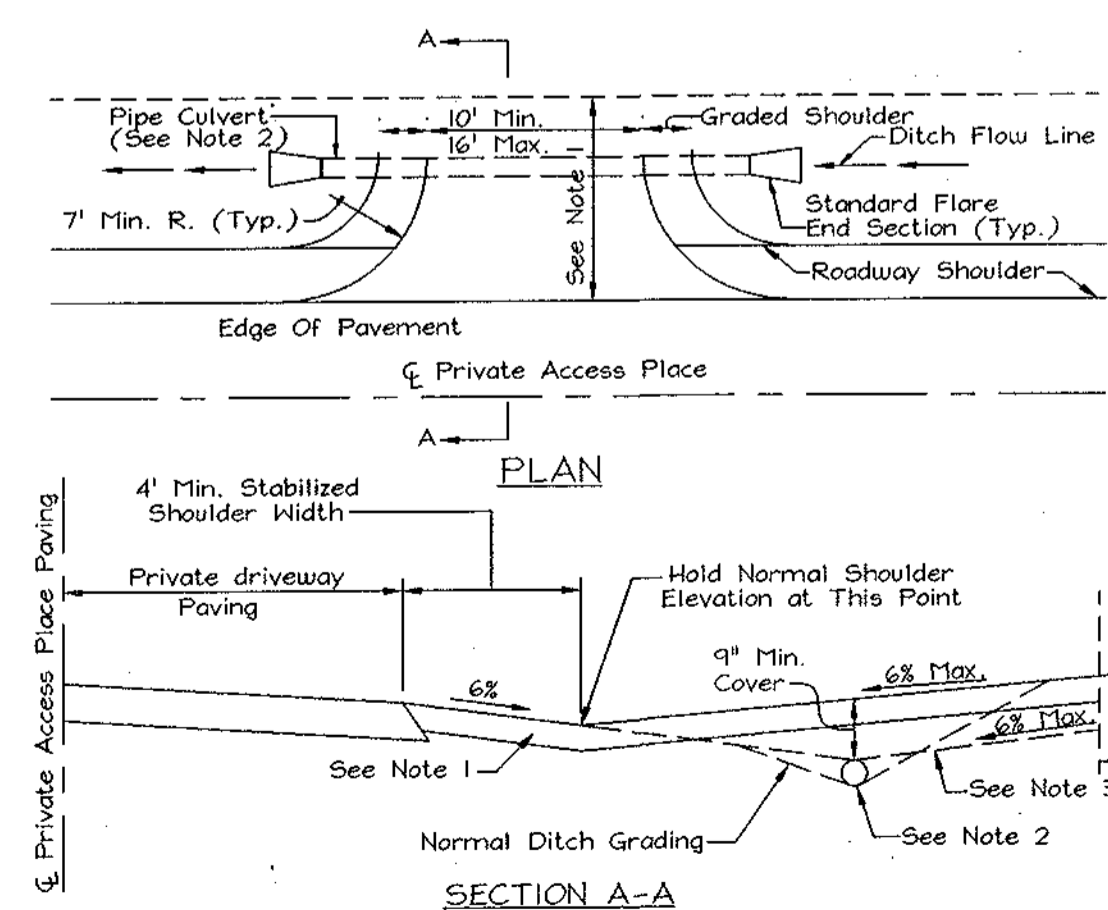 A
Pipe Culvert
(See Note 2)
10' Min.
16' Max.
Graded Shoulder
Ditch Flow Line
7' Min. R. (Typ.)
See Note 1
Standard Flare
End Section (Typ.)
Roadway Shoulder
Edge Of Pavement
℄ Private Access Place
A
PLAN
4' Min. Stabilized
Shoulder Width
℄ Private Access Place Paving
Private driveway
Paving
Hold Normal Shoulder
Elevation at This Point
6%
9" Min.
Cover
6% Max.
6% Max.
See Note 1
See Note 3
Normal Ditch Grading
See Note 2
SECTION A-A